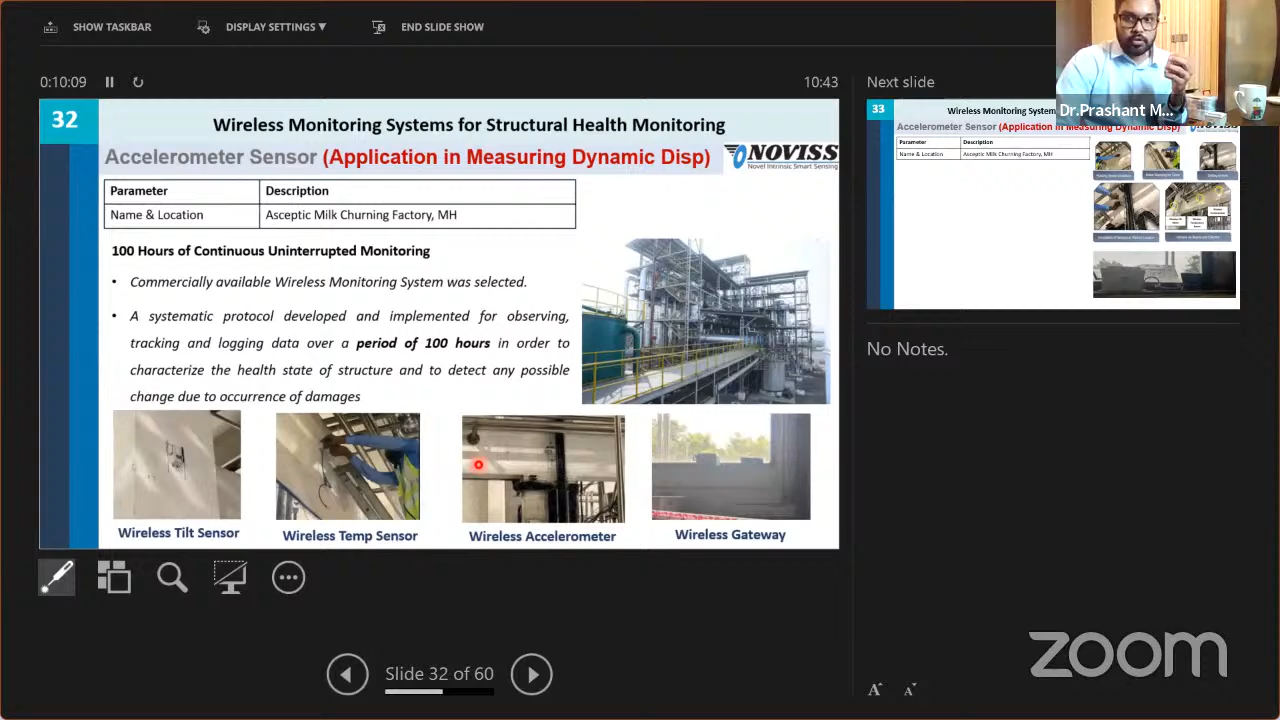 SHOW TASKBAR
DISPLAY SETTINGS ▼
END SLIDE SHOW
0:10:09
10:43
Next slide
Dr.Prashant M...
32
Wireless Monitoring Systems for Structural Health Monitoring
Accelerometer Sensor (Application in Measuring Dynamic Disp)
NOVISS
Novel Intrinsic Smart Sensing
Parameter Description
Name & Location Asceptic Milk Churning Factory, MH
100 Hours of Continuous Uninterrupted Monitoring
• Commercially available Wireless Monitoring System was selected.
• A systematic protocol developed and implemented for observing,
tracking and logging data over a period of 100 hours in order to
characterize the health state of structure and to detect any possible
change due to occurrence of damages
Wireless Tilt Sensor
Wireless Temp Sensor
Wireless Accelerometer
Wireless Gateway
33
Wireless Monitoring Systems
Accelerometer Sensor (Application in Measuring Dynamic Disp)
NOVISS
Parameter Description
Name & Location Asceptic Milk Churning Factory, MH
No Notes.
Slide 32 of 60
zoom
A A